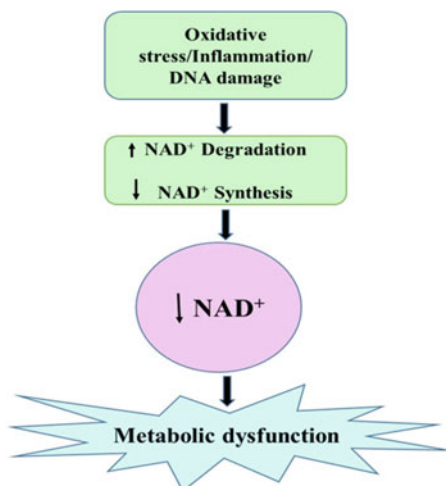 Oxidative
stress/Inflammation/
DNA damage
↑ NAD⁺ Degradation
↓ NAD⁺ Synthesis
↓ NAD⁺
Metabolic dysfunction